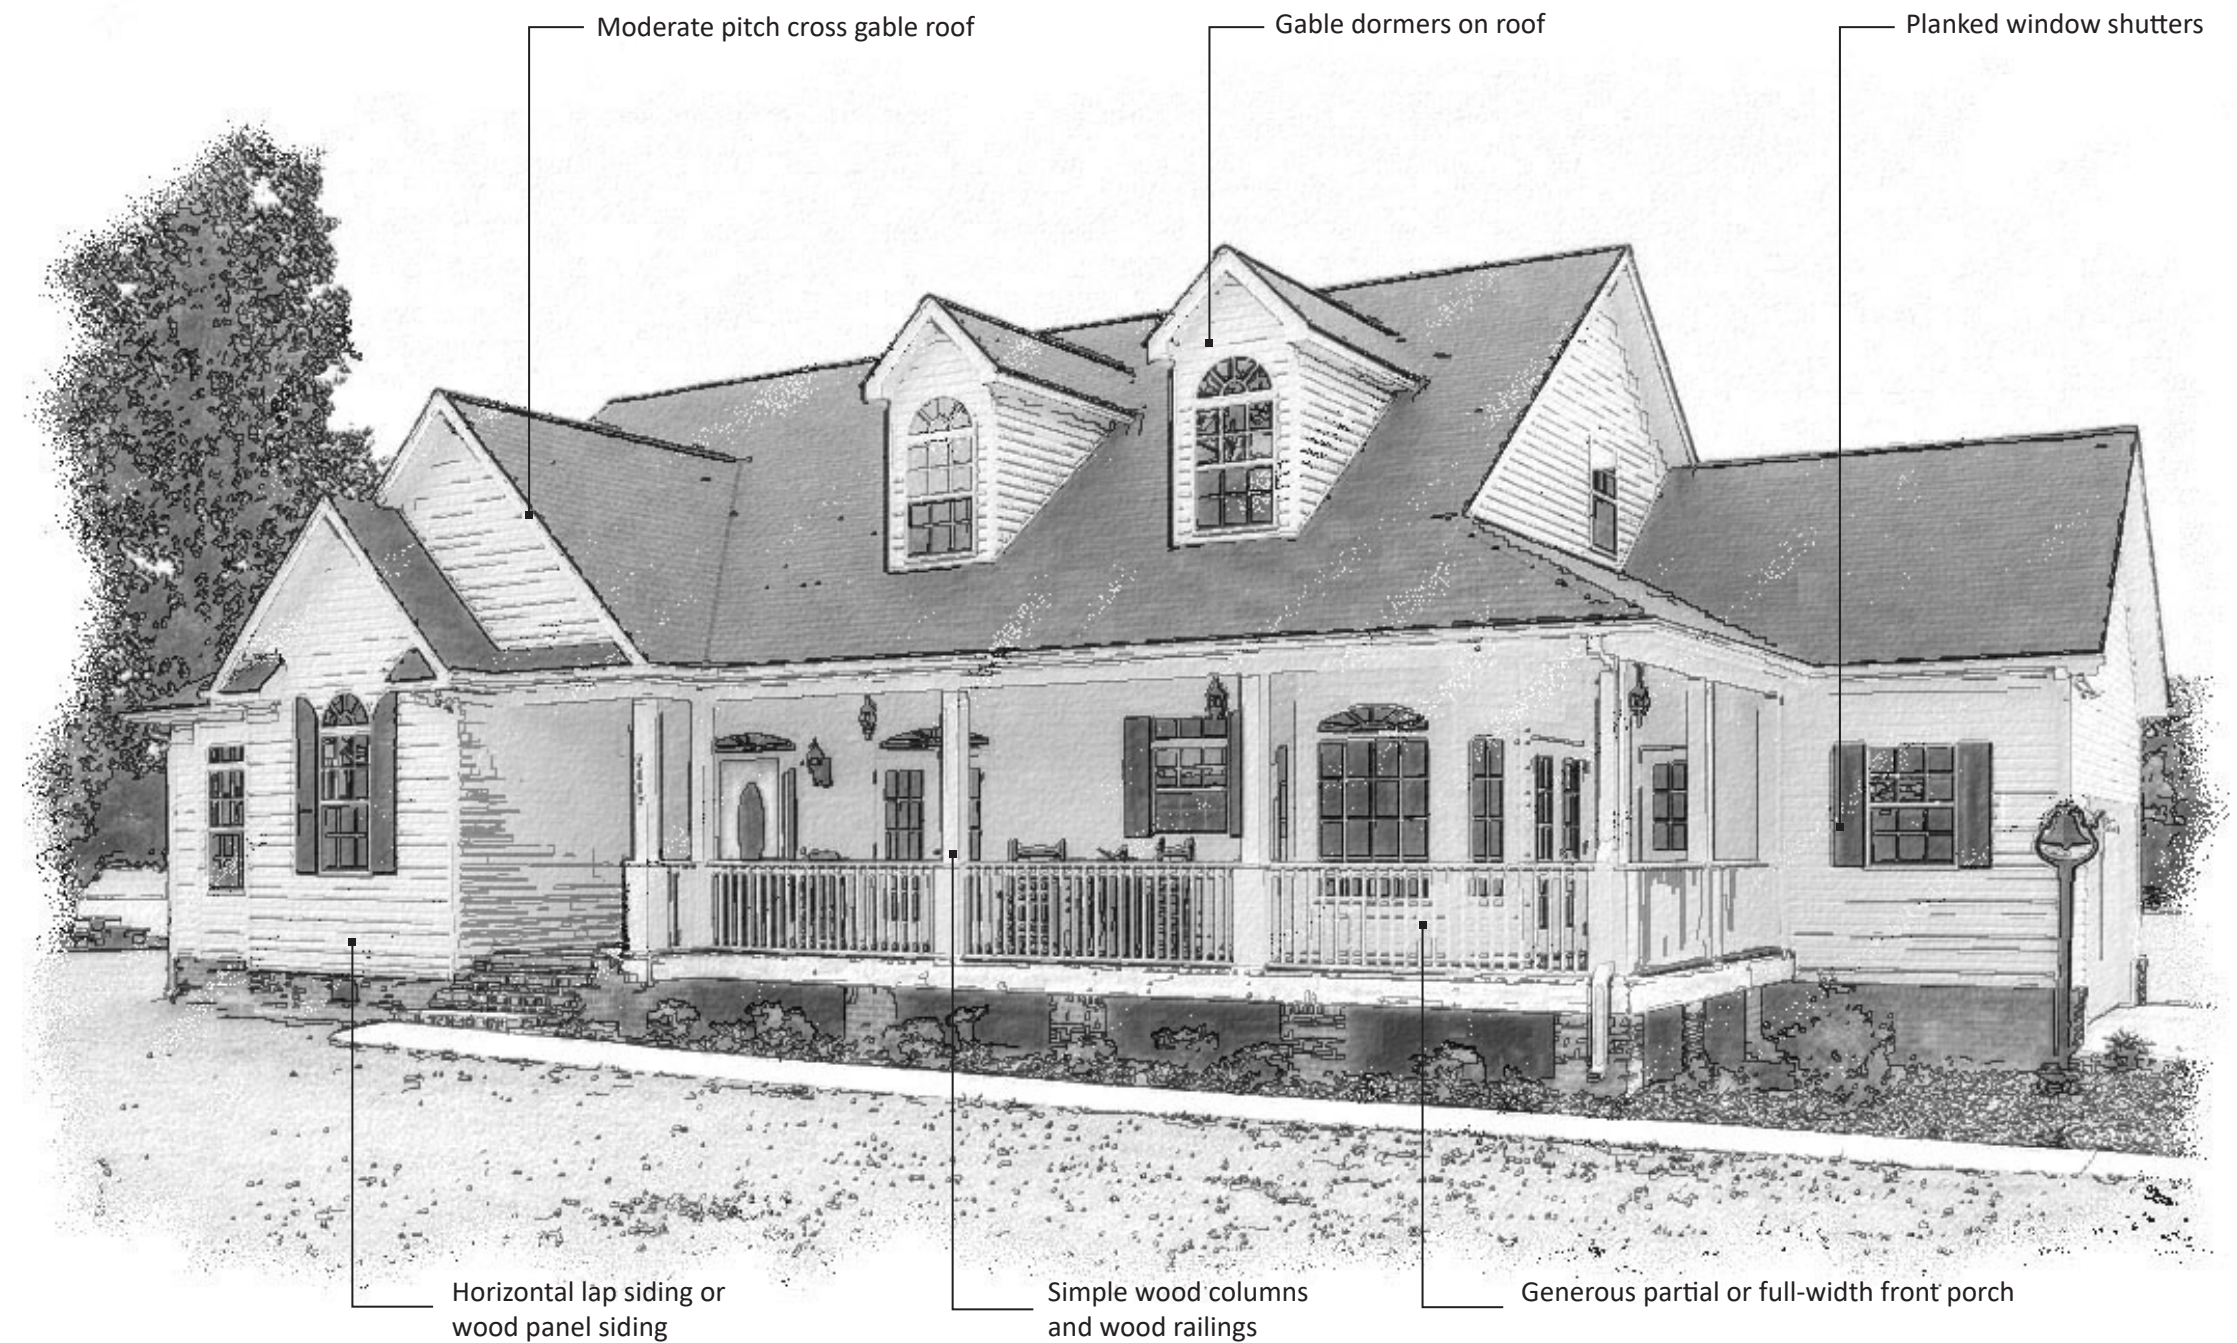 Moderate pitch cross gable roof
Gable dormers on roof
Planked window shutters
Horizontal lap siding or
wood panel siding
Simple wood columns
and wood railings
Generous partial or full-width front porch